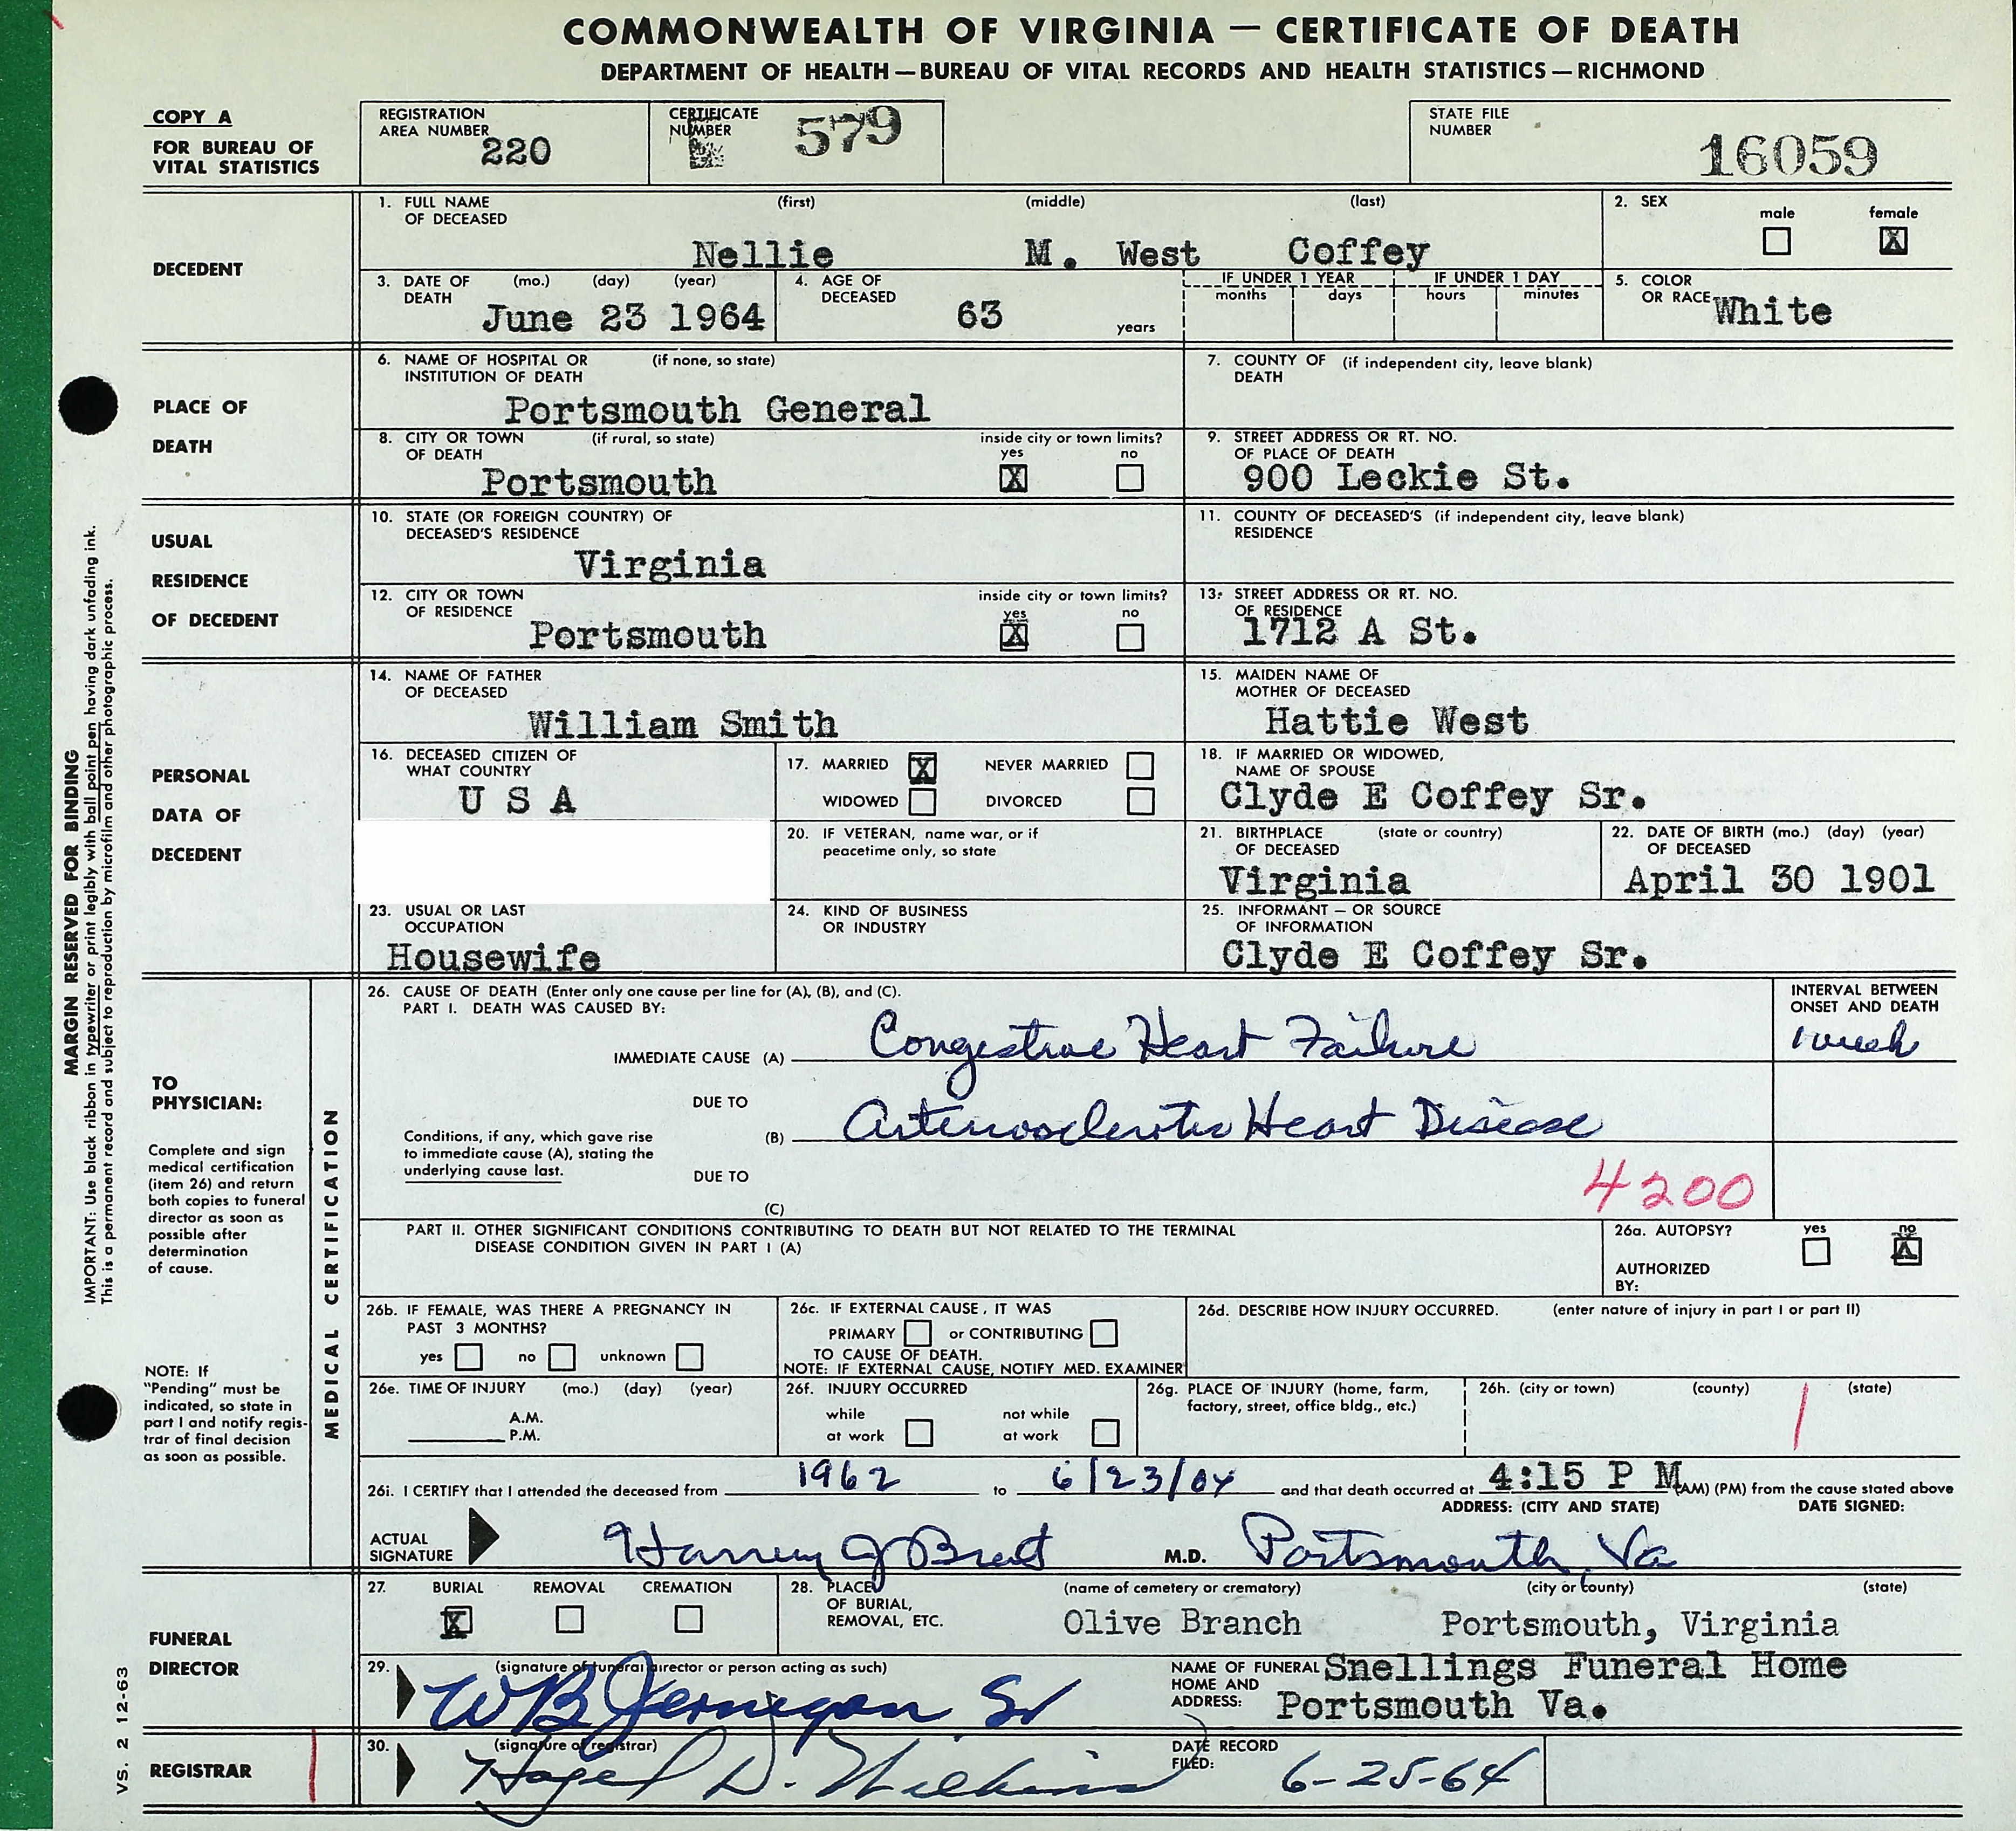 COMMONWEALTH OF VIRGINIA — CERTIFICATE OF DEATH
DEPARTMENT OF HEALTH — BUREAU OF VITAL RECORDS AND HEALTH STATISTICS — RICHMOND
COPY A
FOR BUREAU OF
VITAL STATISTICS
REGISTRATION
AREA NUMBER
220
CERTIFICATE
NUMBER
579
STATE FILE
NUMBER
16059
DECEDENT
1. FULL NAME
OF DECEASED
(first) (middle) (last)
Nellie M. West Coffey
2. SEX
male female
X
3. DATE OF
DEATH
(mo.) (day) (year)
June 23 1964
4. AGE OF
DECEASED
63
years
IF UNDER 1 YEAR
months days
IF UNDER 1 DAY
hours minutes
5. COLOR
OR RACE
White
PLACE OF
DEATH
6. NAME OF HOSPITAL OR (if none, so state)
INSTITUTION OF DEATH
Portsmouth General
7. COUNTY OF (if independent city, leave blank)
DEATH
8. CITY OR TOWN (if rural, so state)
OF DEATH
Portsmouth
inside city or town limits?
yes no
X
9. STREET ADDRESS OR RT. NO.
OF PLACE OF DEATH
900 Leckie St.
USUAL
RESIDENCE
OF DECEDENT
10. STATE (OR FOREIGN COUNTRY) OF
DECEASED'S RESIDENCE
Virginia
11. COUNTY OF DECEASED'S (if independent city, leave blank)
RESIDENCE
12. CITY OR TOWN
OF RESIDENCE
Portsmouth
inside city or town limits?
yes no
X
13. STREET ADDRESS OR RT. NO.
OF RESIDENCE
1712 A St.
PERSONAL
DATA OF
DECEDENT
14. NAME OF FATHER
OF DECEASED
William Smith
15. MAIDEN NAME OF
MOTHER OF DECEASED
Hattie West
16. DECEASED CITIZEN OF
WHAT COUNTRY
U S A
17. MARRIED X NEVER MARRIED
WIDOWED DIVORCED
18. IF MARRIED OR WIDOWED,
NAME OF SPOUSE
Clyde E Coffey Sr.
20. IF VETERAN, name war, or if
peacetime only, so state
21. BIRTHPLACE (state or country)
OF DECEASED
Virginia
22. DATE OF BIRTH (mo.) (day) (year)
OF DECEASED
April 30 1901
23. USUAL OR LAST
OCCUPATION
Housewife
24. KIND OF BUSINESS
OR INDUSTRY
25. INFORMANT — OR SOURCE
OF INFORMATION
Clyde E Coffey Sr.
MARGIN RESERVED FOR BINDING
IMPORTANT: Use black ribbon in typewriter or print legibly with ball point pen having dark unfading ink.
This is a permanent record and subject to reproduction by microfilm and other photographic process.
TO
PHYSICIAN:
Complete and sign
medical certification
(item 26) and return
both copies to funeral
director as soon as
possible after
determination
of cause.
NOTE: If
"Pending" must be
indicated, so state in
part I and notify regis-
trar of final decision
as soon as possible.
MEDICAL CERTIFICATION
26. CAUSE OF DEATH (Enter only one cause per line for (A), (B), and (C).
PART I. DEATH WAS CAUSED BY:
INTERVAL BETWEEN
ONSET AND DEATH
IMMEDIATE CAUSE (A) Congestive Heart Failure
1 week
DUE TO
Conditions, if any, which gave rise
to immediate cause (A), stating the
underlying cause last.
(B) Arteriosclerotic Heart Disease
DUE TO
(C)
4200
PART II. OTHER SIGNIFICANT CONDITIONS CONTRIBUTING TO DEATH BUT NOT RELATED TO THE TERMINAL
DISEASE CONDITION GIVEN IN PART I (A)
26a. AUTOPSY? yes no
X
AUTHORIZED
BY:
26b. IF FEMALE, WAS THERE A PREGNANCY IN
PAST 3 MONTHS?
yes no unknown
26c. IF EXTERNAL CAUSE, IT WAS
PRIMARY or CONTRIBUTING
TO CAUSE OF DEATH.
NOTE: IF EXTERNAL CAUSE, NOTIFY MED. EXAMINER
26d. DESCRIBE HOW INJURY OCCURRED. (enter nature of injury in part I or part II)
26e. TIME OF INJURY (mo.) (day) (year)
A.M.
P.M.
26f. INJURY OCCURRED
while not while
at work at work
26g. PLACE OF INJURY (home, farm,
factory, street, office bldg., etc.)
26h. (city or town) (county) (state)
26i. I CERTIFY that I attended the deceased from 1962 to 6/23/64 and that death occurred at 4:15 P M (AM) (PM) from the cause stated above
ADDRESS: (CITY AND STATE) DATE SIGNED:
ACTUAL
SIGNATURE
Harvey J Brent M.D. Portsmouth, Va
FUNERAL
DIRECTOR
27. BURIAL REMOVAL CREMATION
X
28. PLACE
OF BURIAL,
REMOVAL, ETC.
(name of cemetery or crematory) (city or county) (state)
Olive Branch Portsmouth, Virginia
29. (signature of funeral director or person acting as such)
WB Jernigan Sr
NAME OF FUNERAL
HOME AND
ADDRESS:
Snellings Funeral Home
Portsmouth Va.
REGISTRAR
30. (signature of registrar)
Hazel D. Wilkins
DATE RECORD
FILED:
6-25-64
VS. 2 12-63